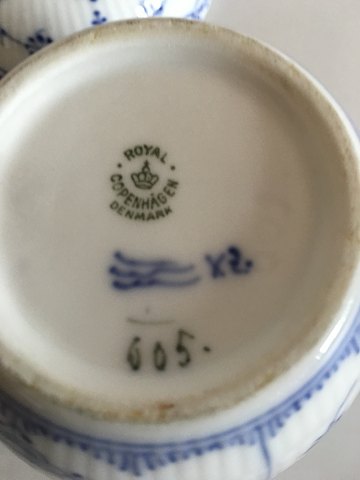 ROYAL
COPENHAGEN
DENMARK
605.